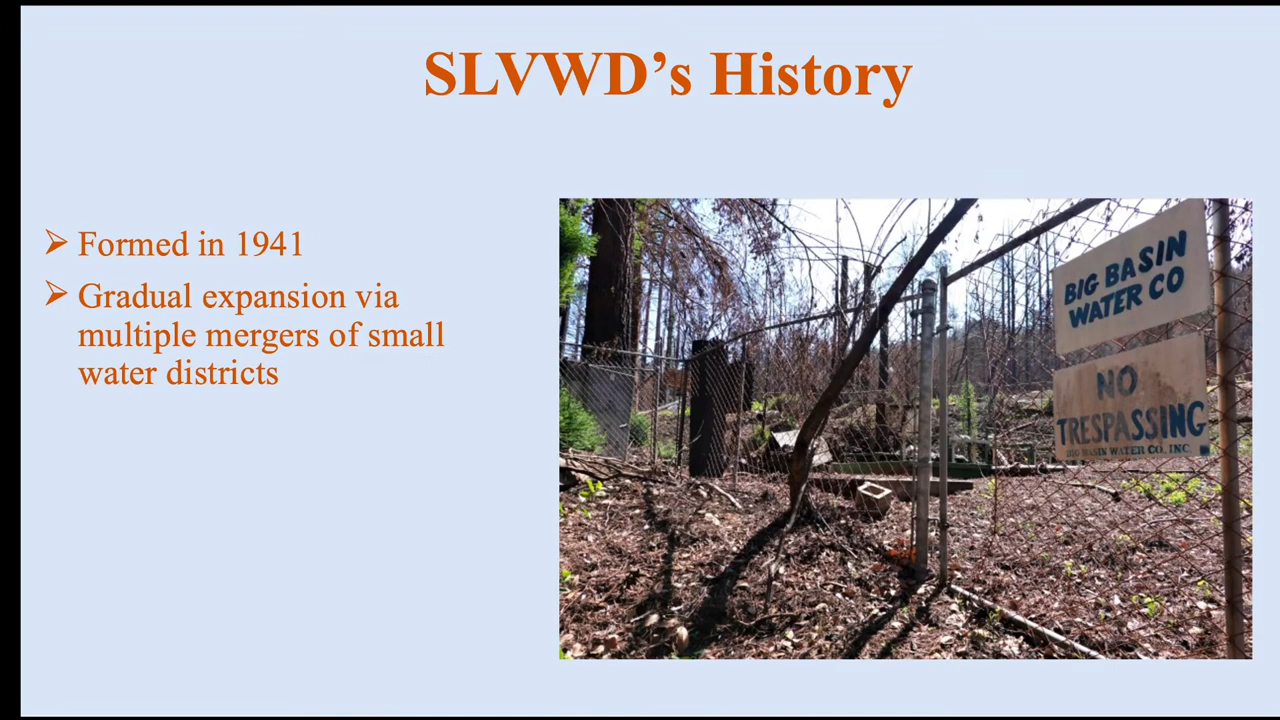 SLVWD’s History
➢ Formed in 1941
➢ Gradual expansion via
multiple mergers of small
water districts
BIG BASIN
WATER CO
NO
TRESPASSING
BIG BASIN WATER CO. INC.